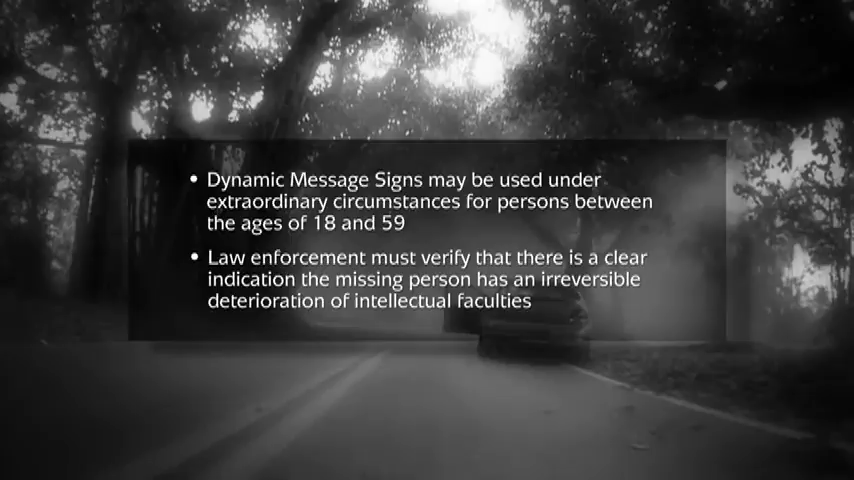 • Dynamic Message Signs may be used under
extraordinary circumstances for persons between
the ages of 18 and 59
• Law enforcement must verify that there is a clear
indication the missing person has an irreversible
deterioration of intellectual faculties